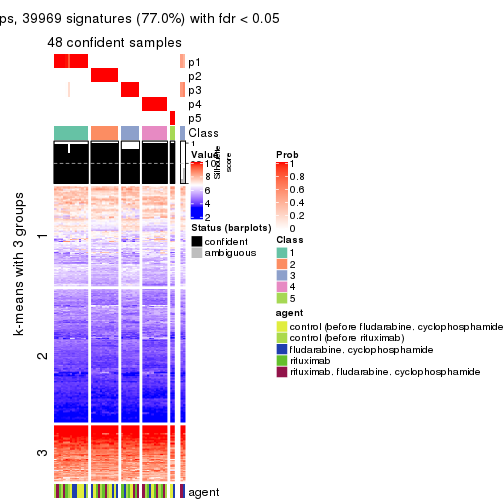 ps, 39969 signatures (77.0%) with fdr < 0.05
48 confident samples
p1
p2
p3
p4
p5
Class
1
Silhouette
score
k-means with 3 groups
1
2
3
agent
Value
10
8
6
4
2
Status (barplots)
confident
ambiguous
Prob
1
0.8
0.6
0.4
0.2
0
Class
1
2
3
4
5
agent
control (before fludarabine. cyclophosphamide
control (before rituximab)
fludarabine. cyclophosphamide
rituximab
rituximab. fludarabine. cyclophosphamide